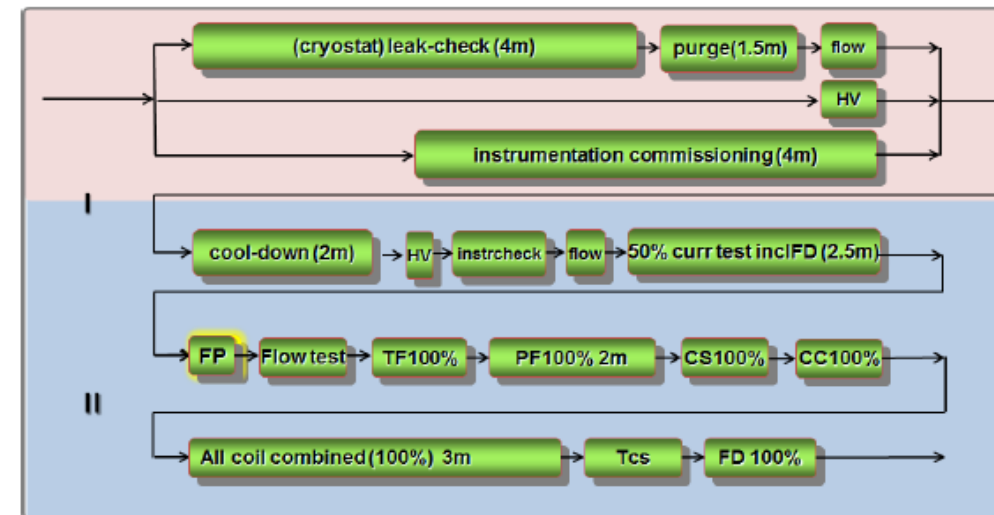 (cryostat) leak-check (4m)
purge(1.5m)
flow
HV
instrumentation commissioning (4m)
I
cool-down (2m)
HV
instrcheck
flow
50% curr test inclFD (2.5m)
FP
Flow test
TF100%
PF100% 2m
CS100%
CC100%
II
All coil combined (100%) 3m
Tcs
FD 100%